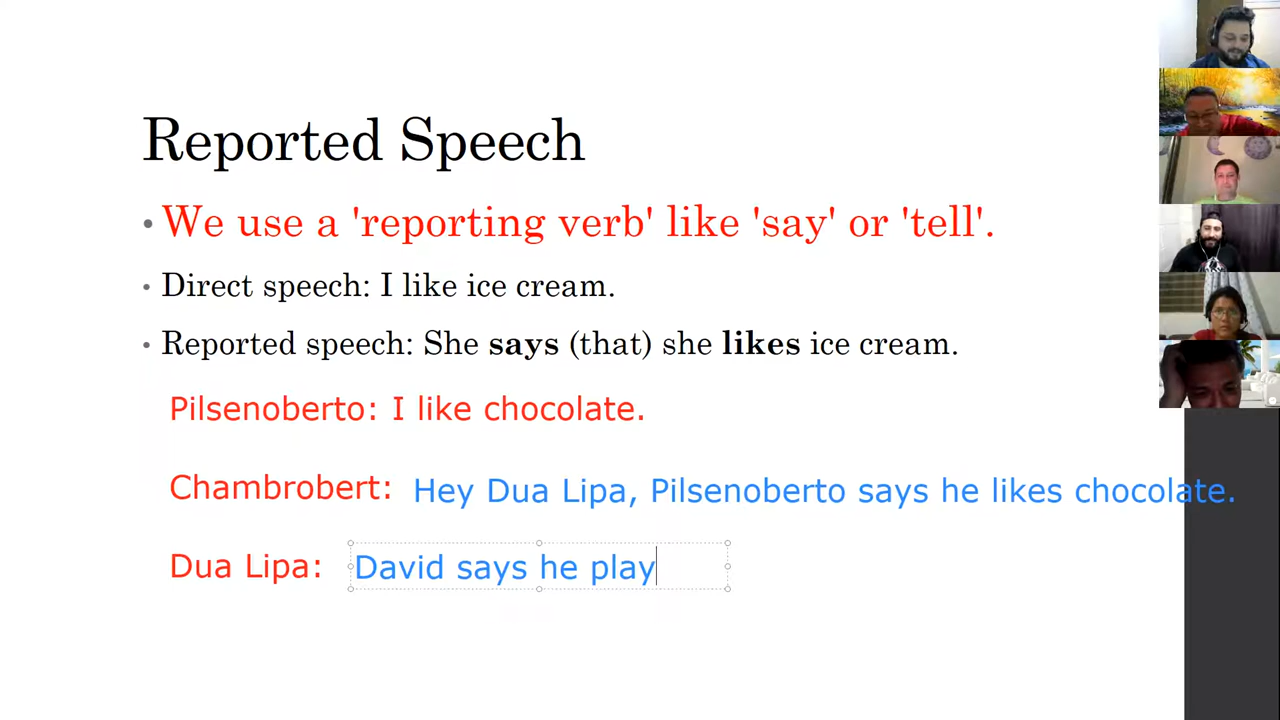 Reported Speech
• We use a 'reporting verb' like 'say' or 'tell'.
• Direct speech: I like ice cream.
• Reported speech: She says (that) she likes ice cream.
Pilsenoberto: I like chocolate.
Chambrobert: Hey Dua Lipa, Pilsenoberto says he likes chocolate.
Dua Lipa: David says he play